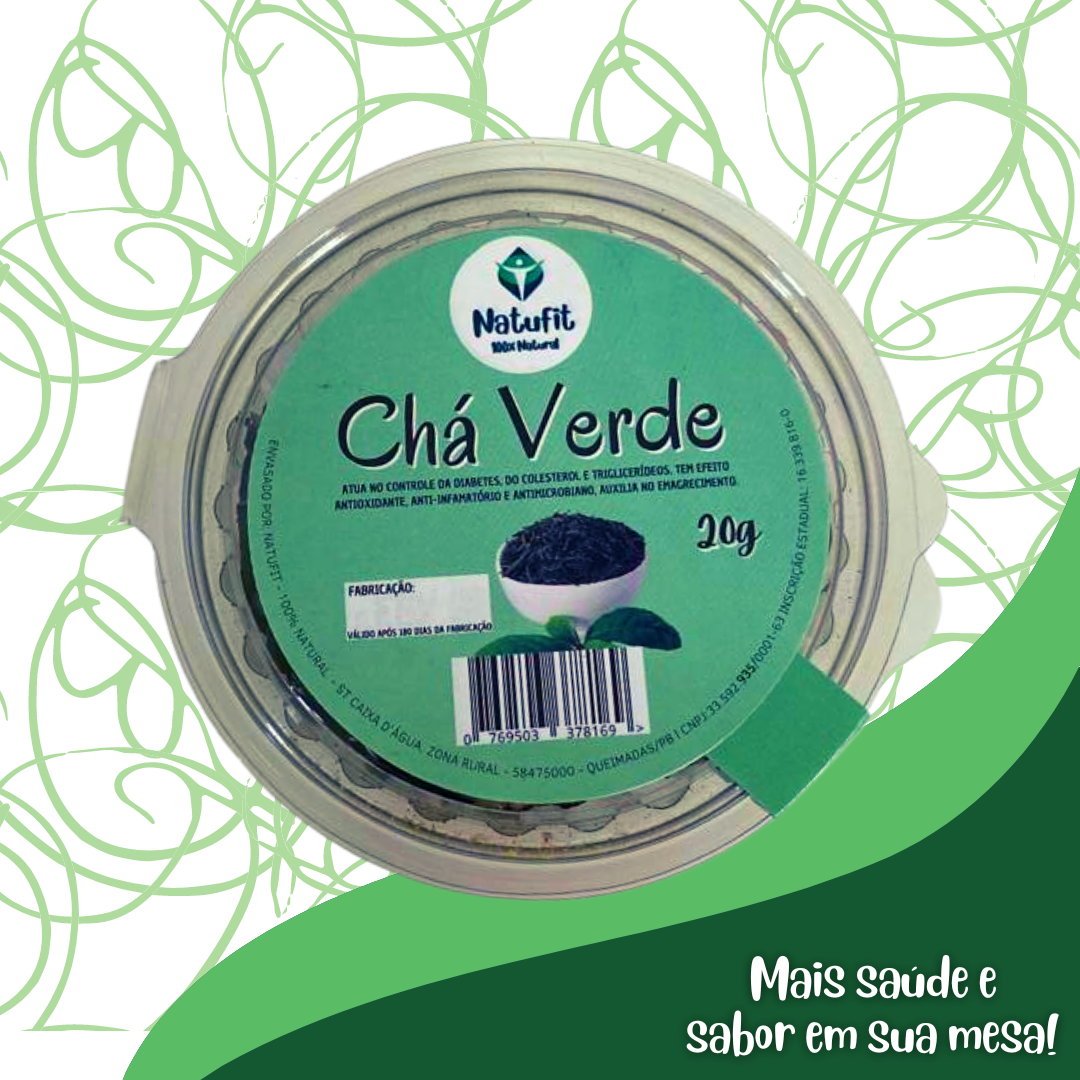 Natufit
100% Natural
Chá Verde
ATUA NO CONTROLE DA DIABETES, DO COLESTEROL E TRIGLICERÍDEOS, TEM EFEITO
ANTIOXIDANTE, ANTI-INFAMATÓRIO E ANTIMICROBIANO, AUXILIA NO EMAGRECIMENTO.
20g
FABRICAÇÃO:
VÁLIDO APÓS 180 DIAS DA FABRICAÇÃO
0 769503 378169 >
ENVASADO POR: NATUFIT - 100% NATURAL - ST CAIXA D'ÁGUA, ZONA RURAL - 58475000 - QUEIMADAS/PB | CNPJ:33.592.935/0001-63 INSCRIÇÃO ESTADUAL: 16.339.816-0
Mais saúde e
sabor em sua mesa!